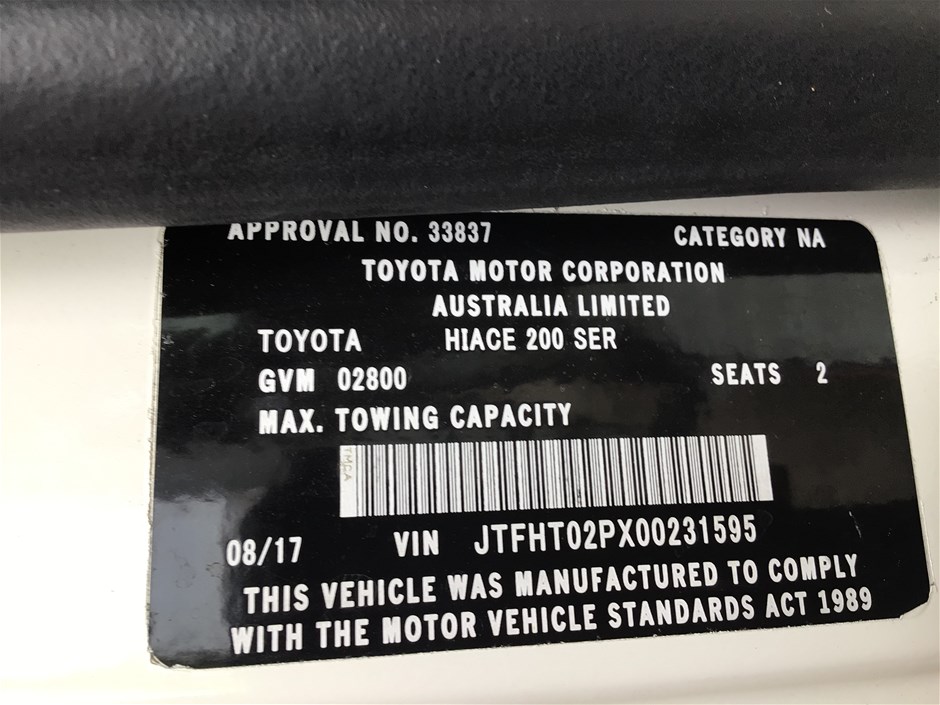 APPROVAL NO. 33837 CATEGORY NA
TOYOTA MOTOR CORPORATION
AUSTRALIA LIMITED
TOYOTA HIACE 200 SER
GVM 02800 SEATS 2
MAX. TOWING CAPACITY
TMCA
08/17 VIN JTFHT02PX00231595
THIS VEHICLE WAS MANUFACTURED TO COMPLY
WITH THE MOTOR VEHICLE STANDARDS ACT 1989